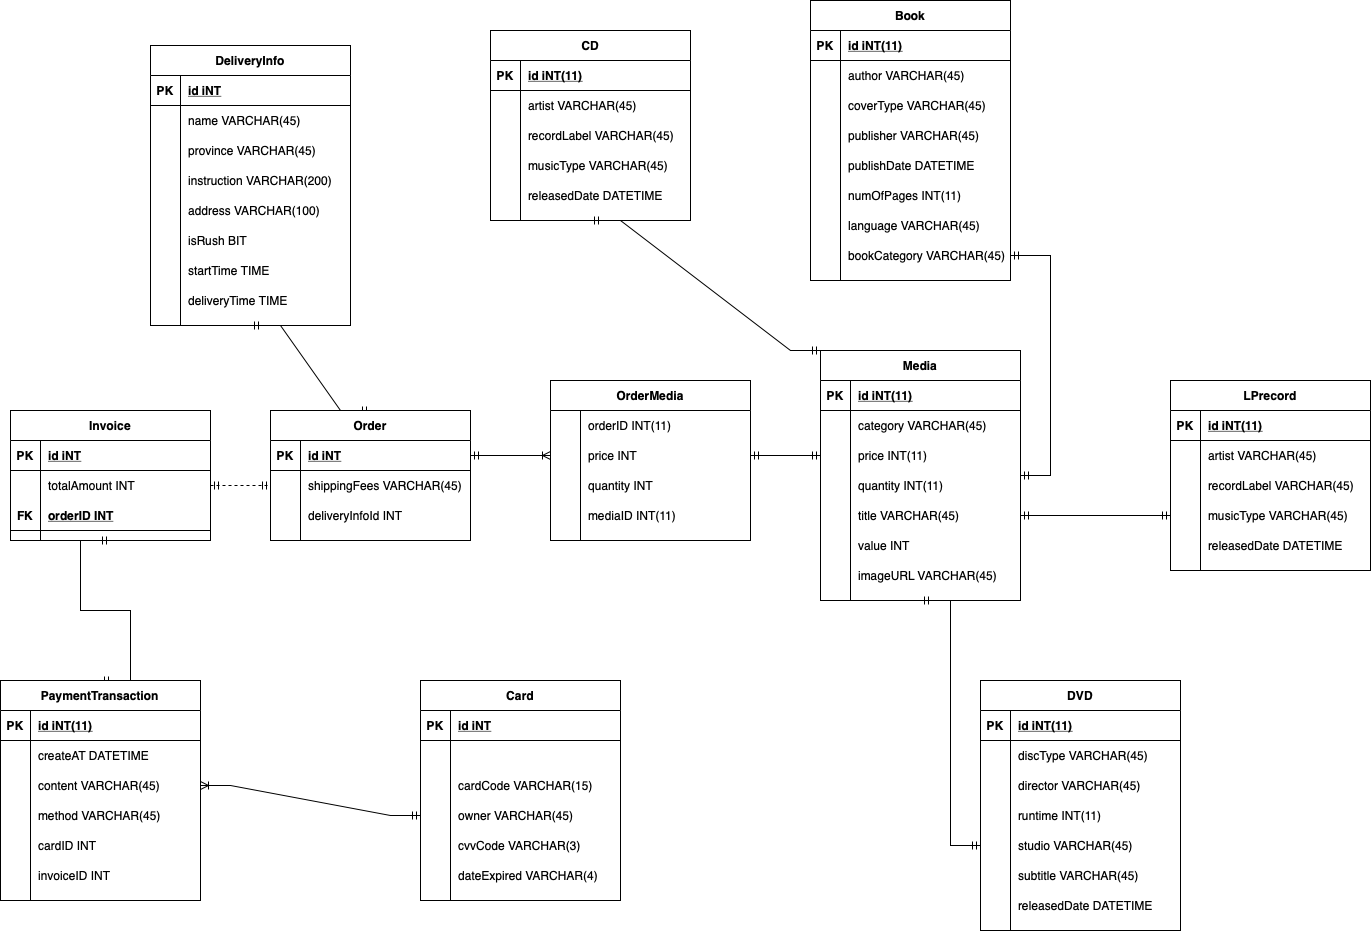 Book
PK id iNT(11)
author VARCHAR(45)
coverType VARCHAR(45)
publisher VARCHAR(45)
publishDate DATETIME
numOfPages INT(11)
language VARCHAR(45)
bookCategory VARCHAR(45)
CD
PK id iNT(11)
artist VARCHAR(45)
recordLabel VARCHAR(45)
musicType VARCHAR(45)
releasedDate DATETIME
DeliveryInfo
PK id iNT
name VARCHAR(45)
province VARCHAR(45)
instruction VARCHAR(200)
address VARCHAR(100)
isRush BIT
startTime TIME
deliveryTime TIME
Invoice
PK id iNT
totalAmount INT
FK orderID INT
Order
PK id iNT
shippingFees VARCHAR(45)
deliveryInfoId INT
OrderMedia
orderID INT(11)
price INT
quantity INT
mediaID INT(11)
Media
PK id iNT(11)
category VARCHAR(45)
price INT(11)
quantity INT(11)
title VARCHAR(45)
value INT
imageURL VARCHAR(45)
LPrecord
PK id iNT(11)
artist VARCHAR(45)
recordLabel VARCHAR(45)
musicType VARCHAR(45)
releasedDate DATETIME
PaymentTransaction
PK id iNT(11)
createAT DATETIME
content VARCHAR(45)
method VARCHAR(45)
cardID INT
invoiceID INT
Card
PK id iNT
cardCode VARCHAR(15)
owner VARCHAR(45)
cvvCode VARCHAR(3)
dateExpired VARCHAR(4)
DVD
PK id iNT(11)
discType VARCHAR(45)
director VARCHAR(45)
runtime INT(11)
studio VARCHAR(45)
subtitle VARCHAR(45)
releasedDate DATETIME